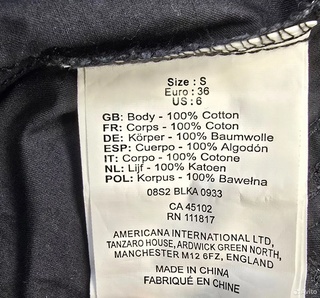 Size : S
Euro : 36
US : 6
GB: Body - 100% Cotton
FR: Corps - 100% Coton
DE: Körper - 100% Baumwolle
ESP: Cuerpo - 100% Algodón
IT: Corpo - 100% Cotone
NL: Lijf - 100% Katoen
POL: Korpus - 100% Bawełna
08S2 BLKA 0933
CA 45102
RN 111817
AMERICANA INTERNATIONAL LTD,
TANZARO HOUSE, ARDWICK GREEN NORTH,
MANCHESTER M12 6FZ, ENGLAND
MADE IN CHINA
FABRIQUÉ EN CHINE
Avito